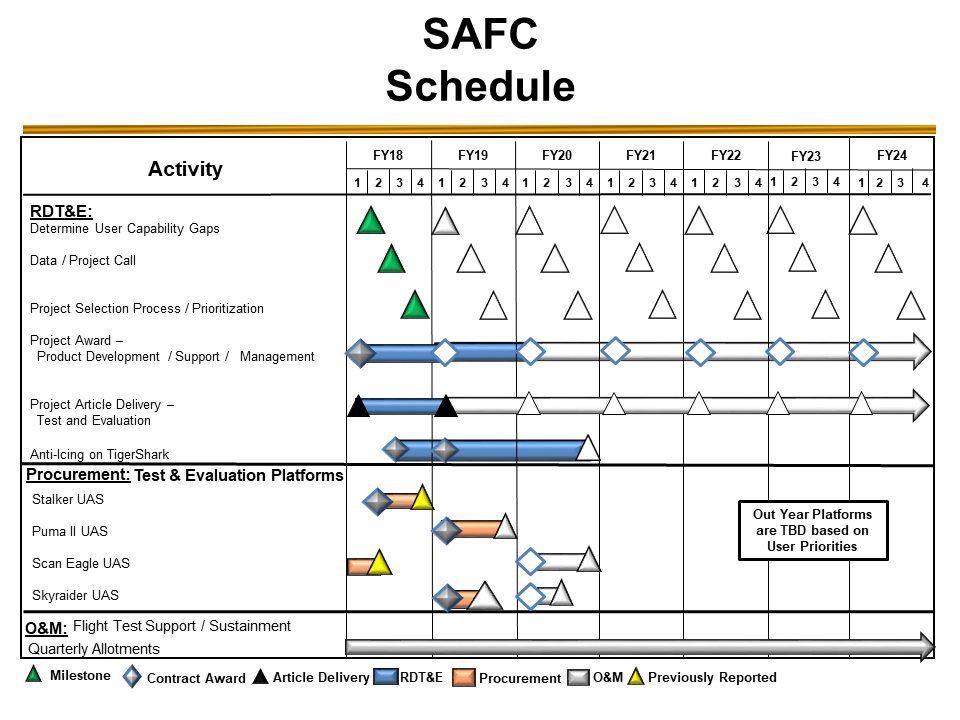 SAFC
Schedule
Activity
FY18 FY19 FY20 FY21 FY22 FY23 FY24
1 2 3 4 1 2 3 4 1 2 3 4 1 2 3 4 1 2 3 4 1 2 3 4 1 2 3 4
RDT&E:
Determine User Capability Gaps
Data / Project Call
Project Selection Process / Prioritization
Project Award –
Product Development / Support / Management
Project Article Delivery –
Test and Evaluation
Anti-Icing on TigerShark
Procurement: Test & Evaluation Platforms
Stalker UAS
Puma II UAS
Scan Eagle UAS
Skyraider UAS
Out Year Platforms
are TBD based on
User Priorities
O&M: Flight Test Support / Sustainment
Quarterly Allotments
Milestone Contract Award Article Delivery RDT&E Procurement O&M Previously Reported